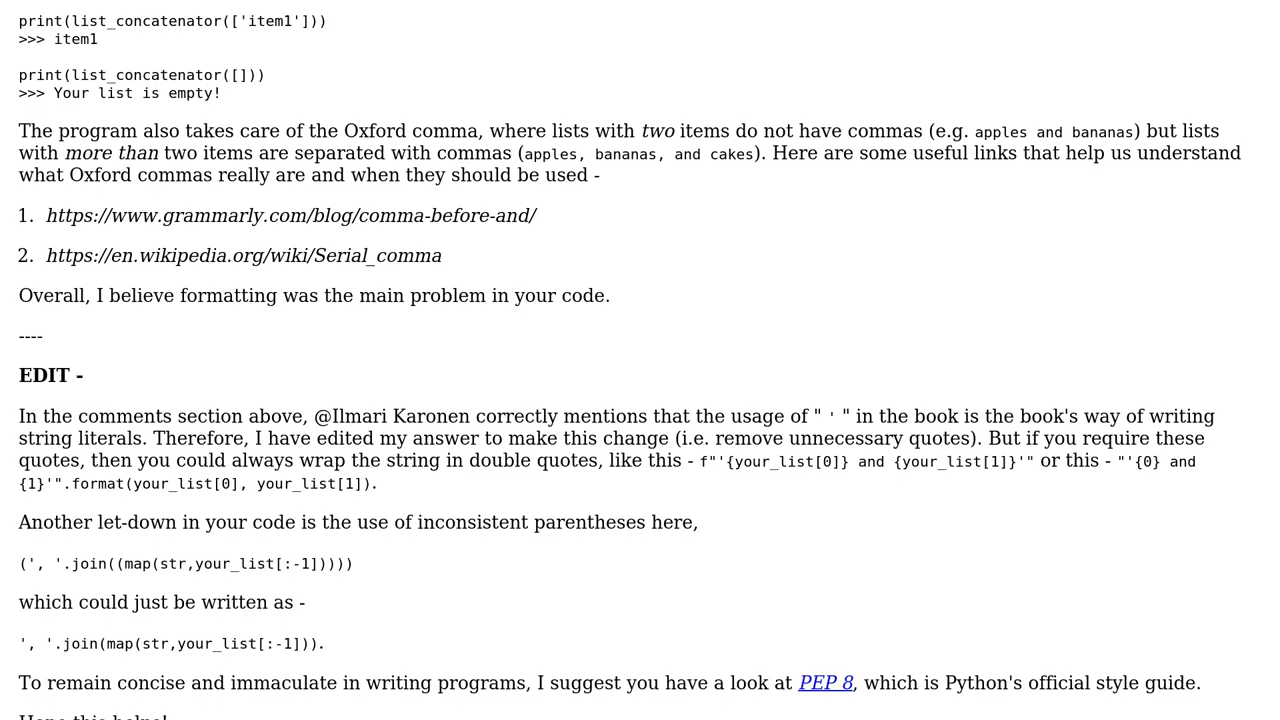 print(list_concatenator(['item1']))
>>> item1
print(list_concatenator([]))
>>> Your list is empty!
The program also takes care of the Oxford comma, where lists with two items do not have commas (e.g. apples and bananas) but lists
with more than two items are separated with commas (apples, bananas, and cakes). Here are some useful links that help us understand
what Oxford commas really are and when they should be used -
1. https://www.grammarly.com/blog/comma-before-and/
2. https://en.wikipedia.org/wiki/Serial_comma
Overall, I believe formatting was the main problem in your code.
----
EDIT -
In the comments section above, @Ilmari Karonen correctly mentions that the usage of " ' " in the book is the book's way of writing
string literals. Therefore, I have edited my answer to make this change (i.e. remove unnecessary quotes). But if you require these
quotes, then you could always wrap the string in double quotes, like this - f"'{your_list[0]} and {your_list[1]}'" or this - "'{0} and
{1}'".format(your_list[0], your_list[1]).
Another let-down in your code is the use of inconsistent parentheses here,
(', '.join((map(str,your_list[:-1]))))
which could just be written as -
', '.join(map(str,your_list[:-1])).
To remain concise and immaculate in writing programs, I suggest you have a look at PEP 8, which is Python's official style guide.
Hope this helps!